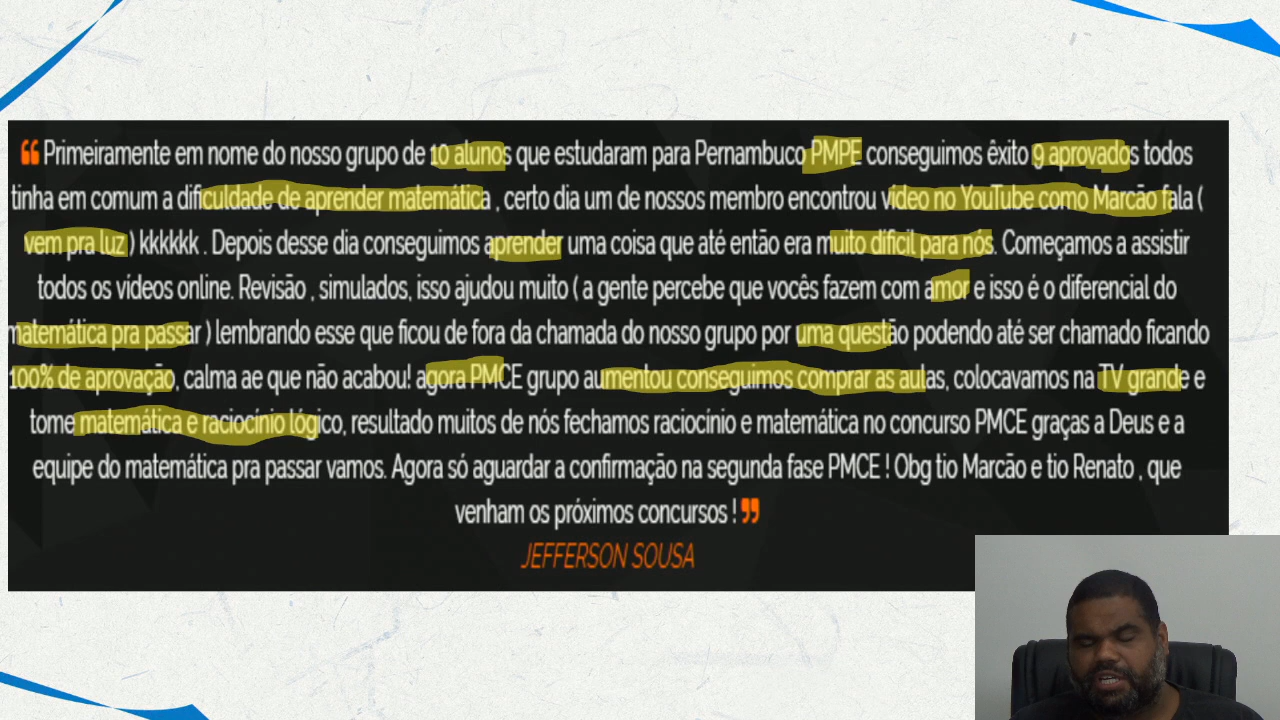 “ Primeiramente em nome do nosso grupo de 10 alunos que estudaram para Pernambuco PMPE conseguimos êxito 9 aprovados todos
tinha em comum a dificuldade de aprender matemática , certo dia um de nossos membro encontrou vídeo no YouTube como Marcão fala (
vem pra luz ) kkkkkk . Depois desse dia conseguimos aprender uma coisa que até então era muito difícil para nós. Começamos a assistir
todos os vídeos online. Revisão , simulados, isso ajudou muito ( a gente percebe que vocês fazem com amor e isso é o diferencial do
matemática pra passar ) lembrando esse que ficou de fora da chamada do nosso grupo por uma questão podendo até ser chamado ficando
100% de aprovação, calma ae que não acabou! agora PMCE grupo aumentou conseguimos comprar as aulas, colocavamos na TV grande e
tome matemática e raciocínio lógico, resultado muitos de nós fechamos raciocínio e matemática no concurso PMCE graças a Deus e a
equipe do matemática pra passar vamos. Agora só aguardar a confirmação na segunda fase PMCE ! Obg tio Marcão e tio Renato , que
venham os próximos concursos ! ”
JEFFERSON SOUSA